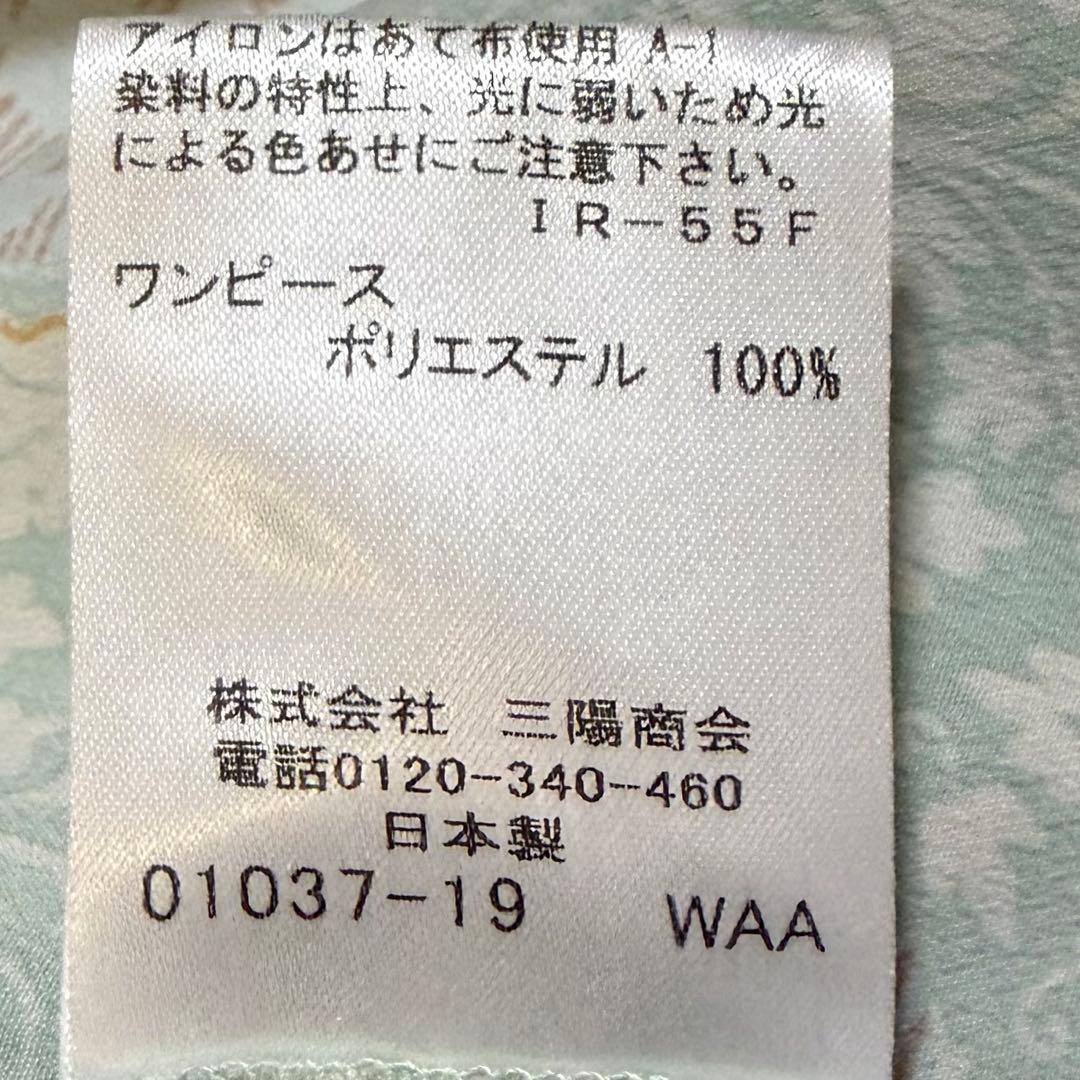 アイロンはあて布使用 A-1
染料の特性上、光に弱いため光
による色あせにご注意下さい。
IR-55F
ワンピース
ポリエステル 100%
株式会社 三陽商会
電話0120-340-460
日本製
01037-19 WAA